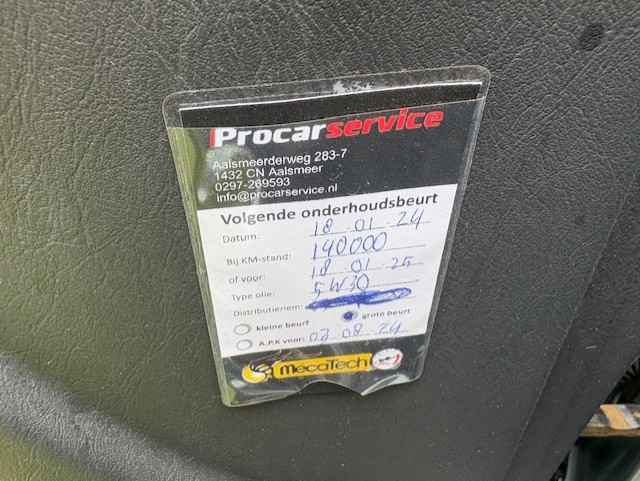 Procarservice
Aalsmeerderweg 283-7
1432 CN Aalsmeer
0297-269593
info@procarservice.nl
Volgende onderhoudsbeurt
Datum: 18.01.24
Bij KM-stand: 140000
of voor: 18.01.25
Type olie: 5W30
Distributieriem:
kleine beurt grote beurt
A.P.K voor: 02.08.24
MecaTech